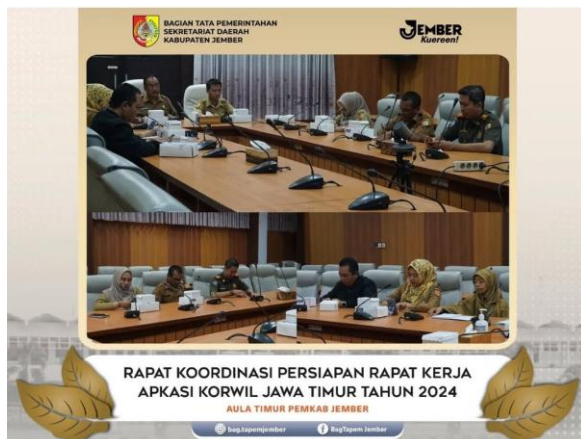 BAGIAN TATA PEMERINTAHAN
SEKRETARIAT DAERAH
KABUPATEN JEMBER
JEMBER
Kuereen!
RAPAT KOORDINASI PERSIAPAN RAPAT KERJA
APKASI KORWIL JAWA TIMUR TAHUN 2024
AULA TIMUR PEMKAB JEMBER
@bag.tapemjember
BagTapem Jember